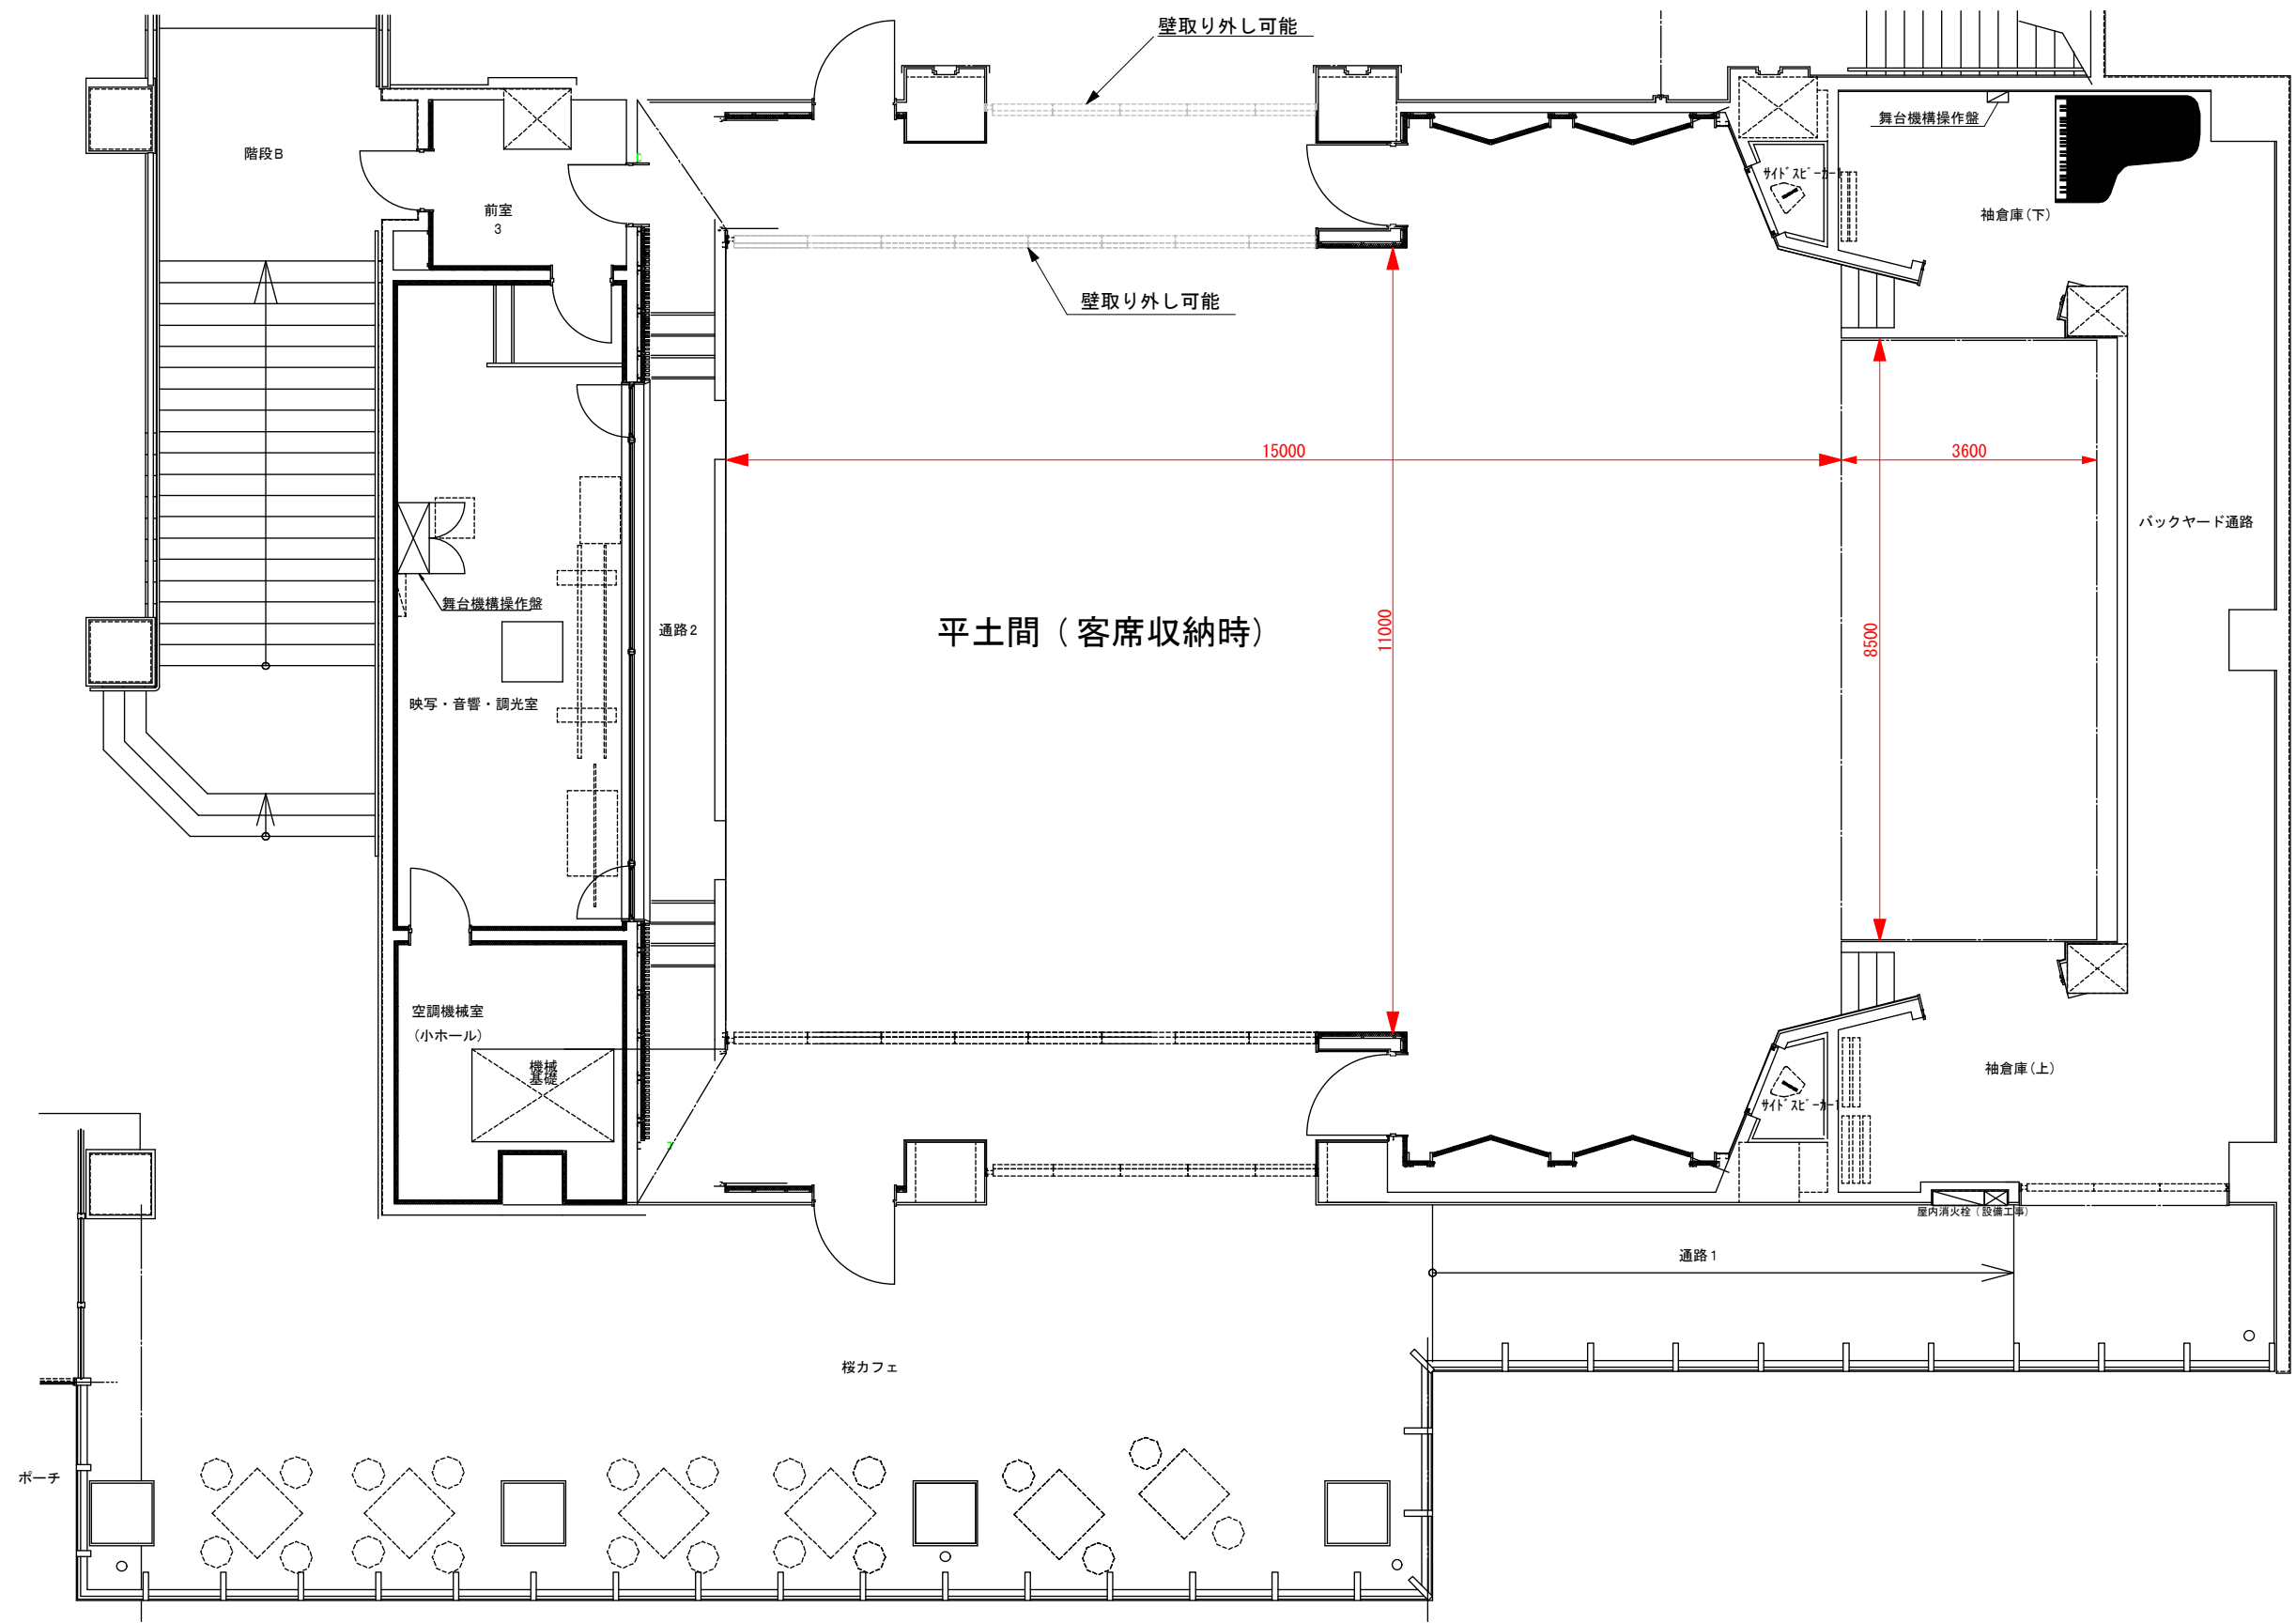 壁取り外し可能
舞台機構操作盤
階段B
サイドスピーカー1
前室
3
袖倉庫(下)
壁取り外し可能
15000
3600
バックヤード通路
舞台機構操作盤
通路2
平土間(客席収納時)
11000
8500
映写・音響・調光室
空調機械室
(小ホール)
機械
基礎
袖倉庫(上)
サイドスピーカー1
屋内消火栓(設備工事)
通路1
桜カフェ
ポーチ